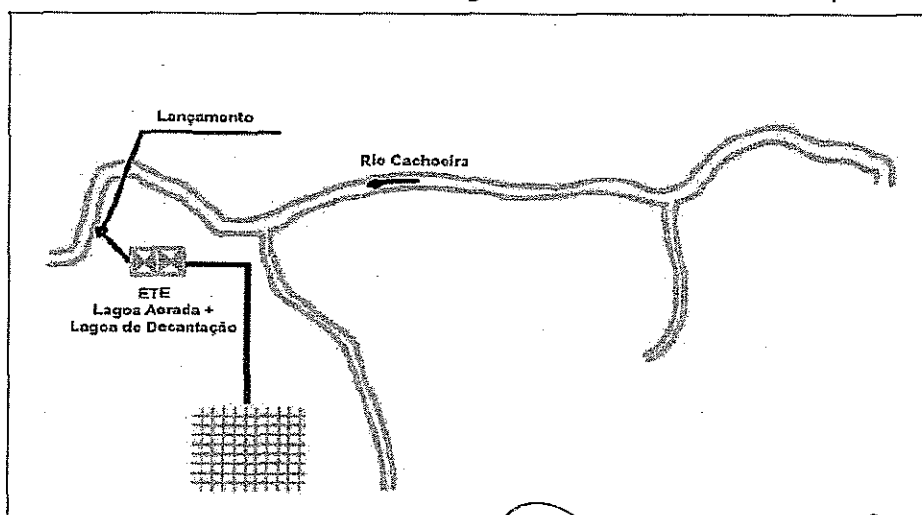 Lançamento
Rio Cachoeira
ETE
Lagoa Aerada +
Lagoa de Decantação